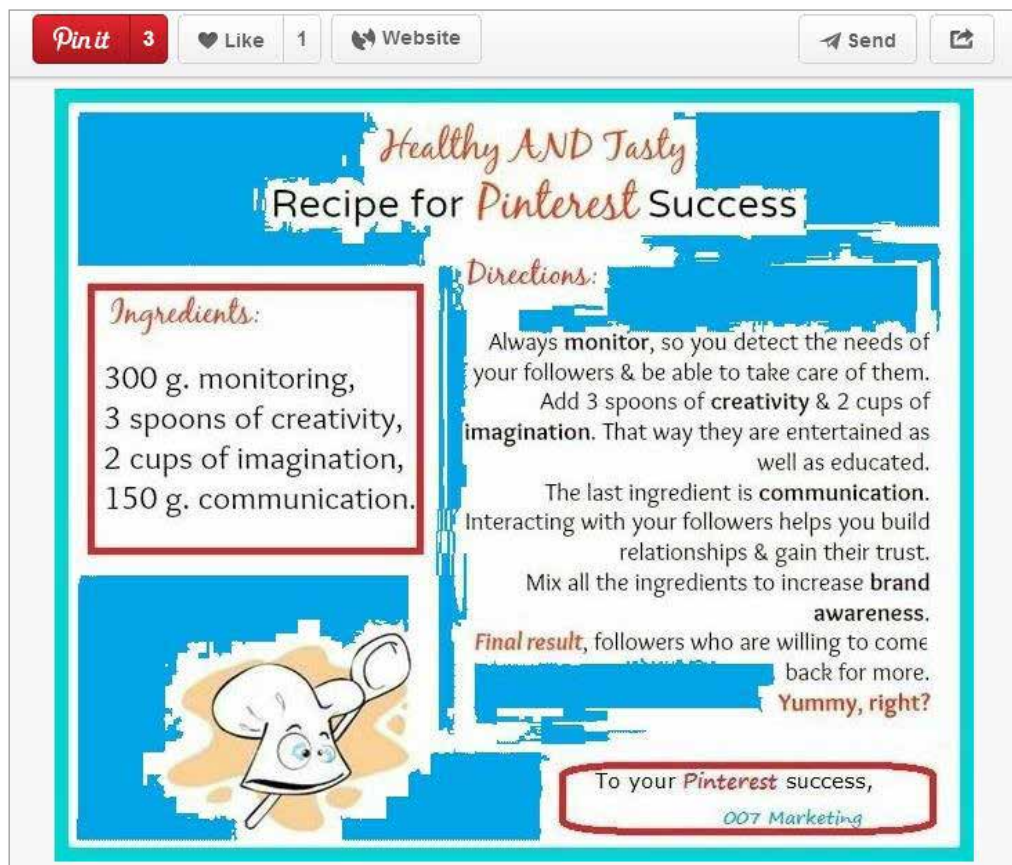 Pin it 3 Like 1 Website Send
Healthy AND Tasty
Recipe for Pinterest Success
Ingredients:
300 g. monitoring,
3 spoons of creativity,
2 cups of imagination,
150 g. communication.
Directions:
Always monitor, so you detect the needs of
your followers & be able to take care of them.
Add 3 spoons of creativity & 2 cups of
imagination. That way they are entertained as
well as educated.
The last ingredient is communication.
Interacting with your followers helps you build
relationships & gain their trust.
Mix all the ingredients to increase brand
awareness.
Final result, followers who are willing to come
back for more.
Yummy, right?
To your Pinterest success,
007 Marketing